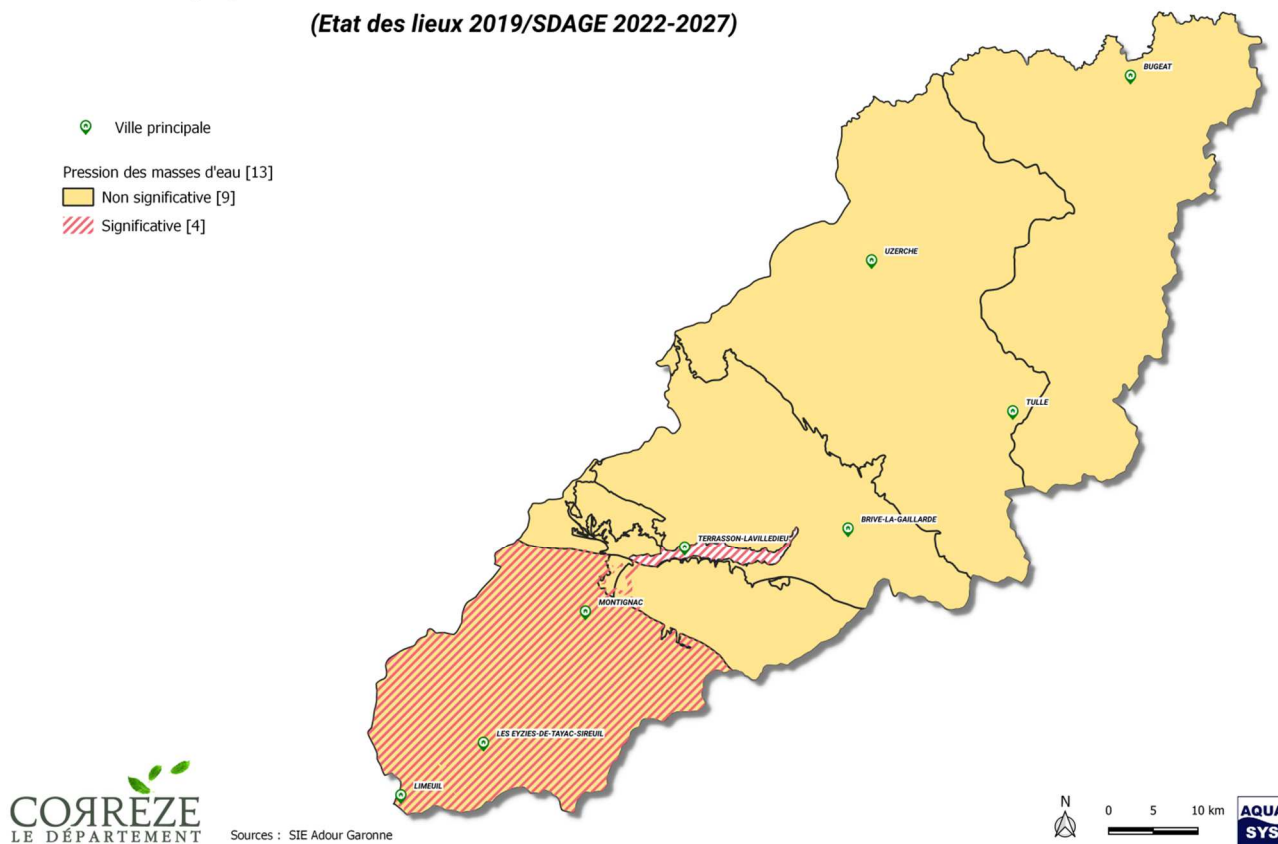 (Etat des lieux 2019/SDAGE 2022-2027)
Ville principale
Pression des masses d'eau [13]
Non significative [9]
Significative [4]
BUGEAT
UZERCHE
TULLE
BRIVE-LA-GAILLARDE
TERRASSON-LAVILLEDIEU
MONTIGNAC
LES EYZIES-DE-TAYAC-SIREUIL
LIMEUIL
CORRÈZE
LE DÉPARTEMENT
Sources : SIE Adour Garonne
N
0 5 10 km
AQUA
SYS